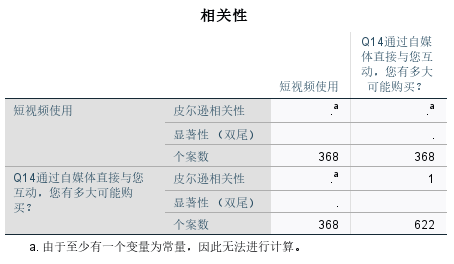 相关性
Q14通过自媒
体直接与您互
动，您有多大
短视频使用 可能购买？
短视频使用 皮尔逊相关性 .a .a
显著性（双尾） .
个案数 368 368
Q14通过自媒体直接与您 皮尔逊相关性 .a 1
互动，您有多大可能购
买？ 显著性（双尾） .
个案数 368 622
a. 由于至少有一个变量为常量，因此无法进行计算。